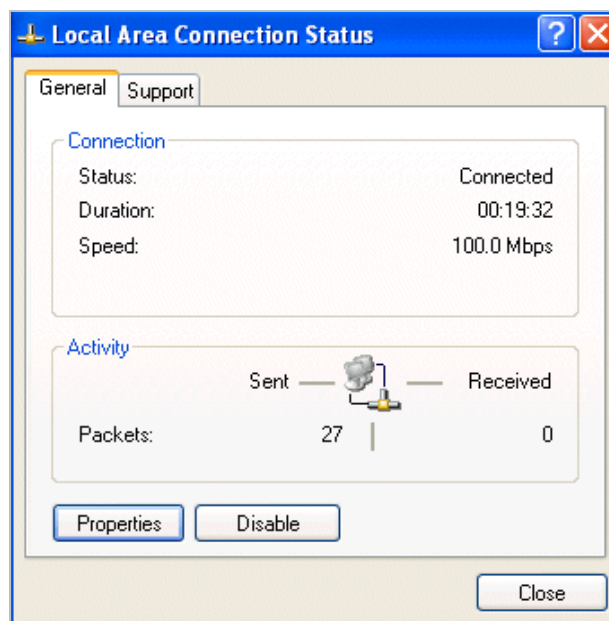 Local Area Connection Status
General Support
Connection
Status: Connected
Duration: 00:19:32
Speed: 100.0 Mbps
Activity
Sent Received
Packets: 27 0
Properties Disable
Close